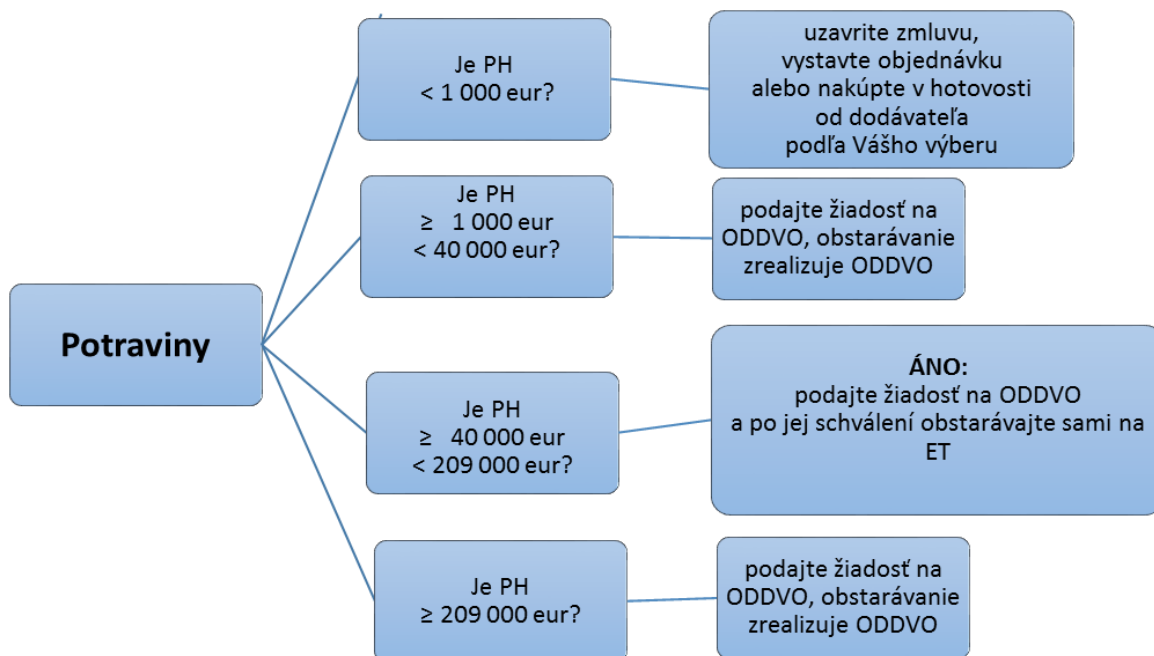 Je PH
< 1 000 eur?
uzavrite zmluvu,
vystavte objednávku
alebo nakúpte v hotovosti
od dodávateľa
podľa Vášho výberu
Je PH
≥ 1 000 eur
< 40 000 eur?
podajte žiadosť na
ODDVO, obstarávanie
zrealizuje ODDVO
Potraviny
Je PH
≥ 40 000 eur
< 209 000 eur?
ÁNO:
podajte žiadosť na ODDVO
a po jej schválení obstarávajte sami na
ET
Je PH
≥ 209 000 eur?
podajte žiadosť na
ODDVO, obstarávanie
zrealizuje ODDVO